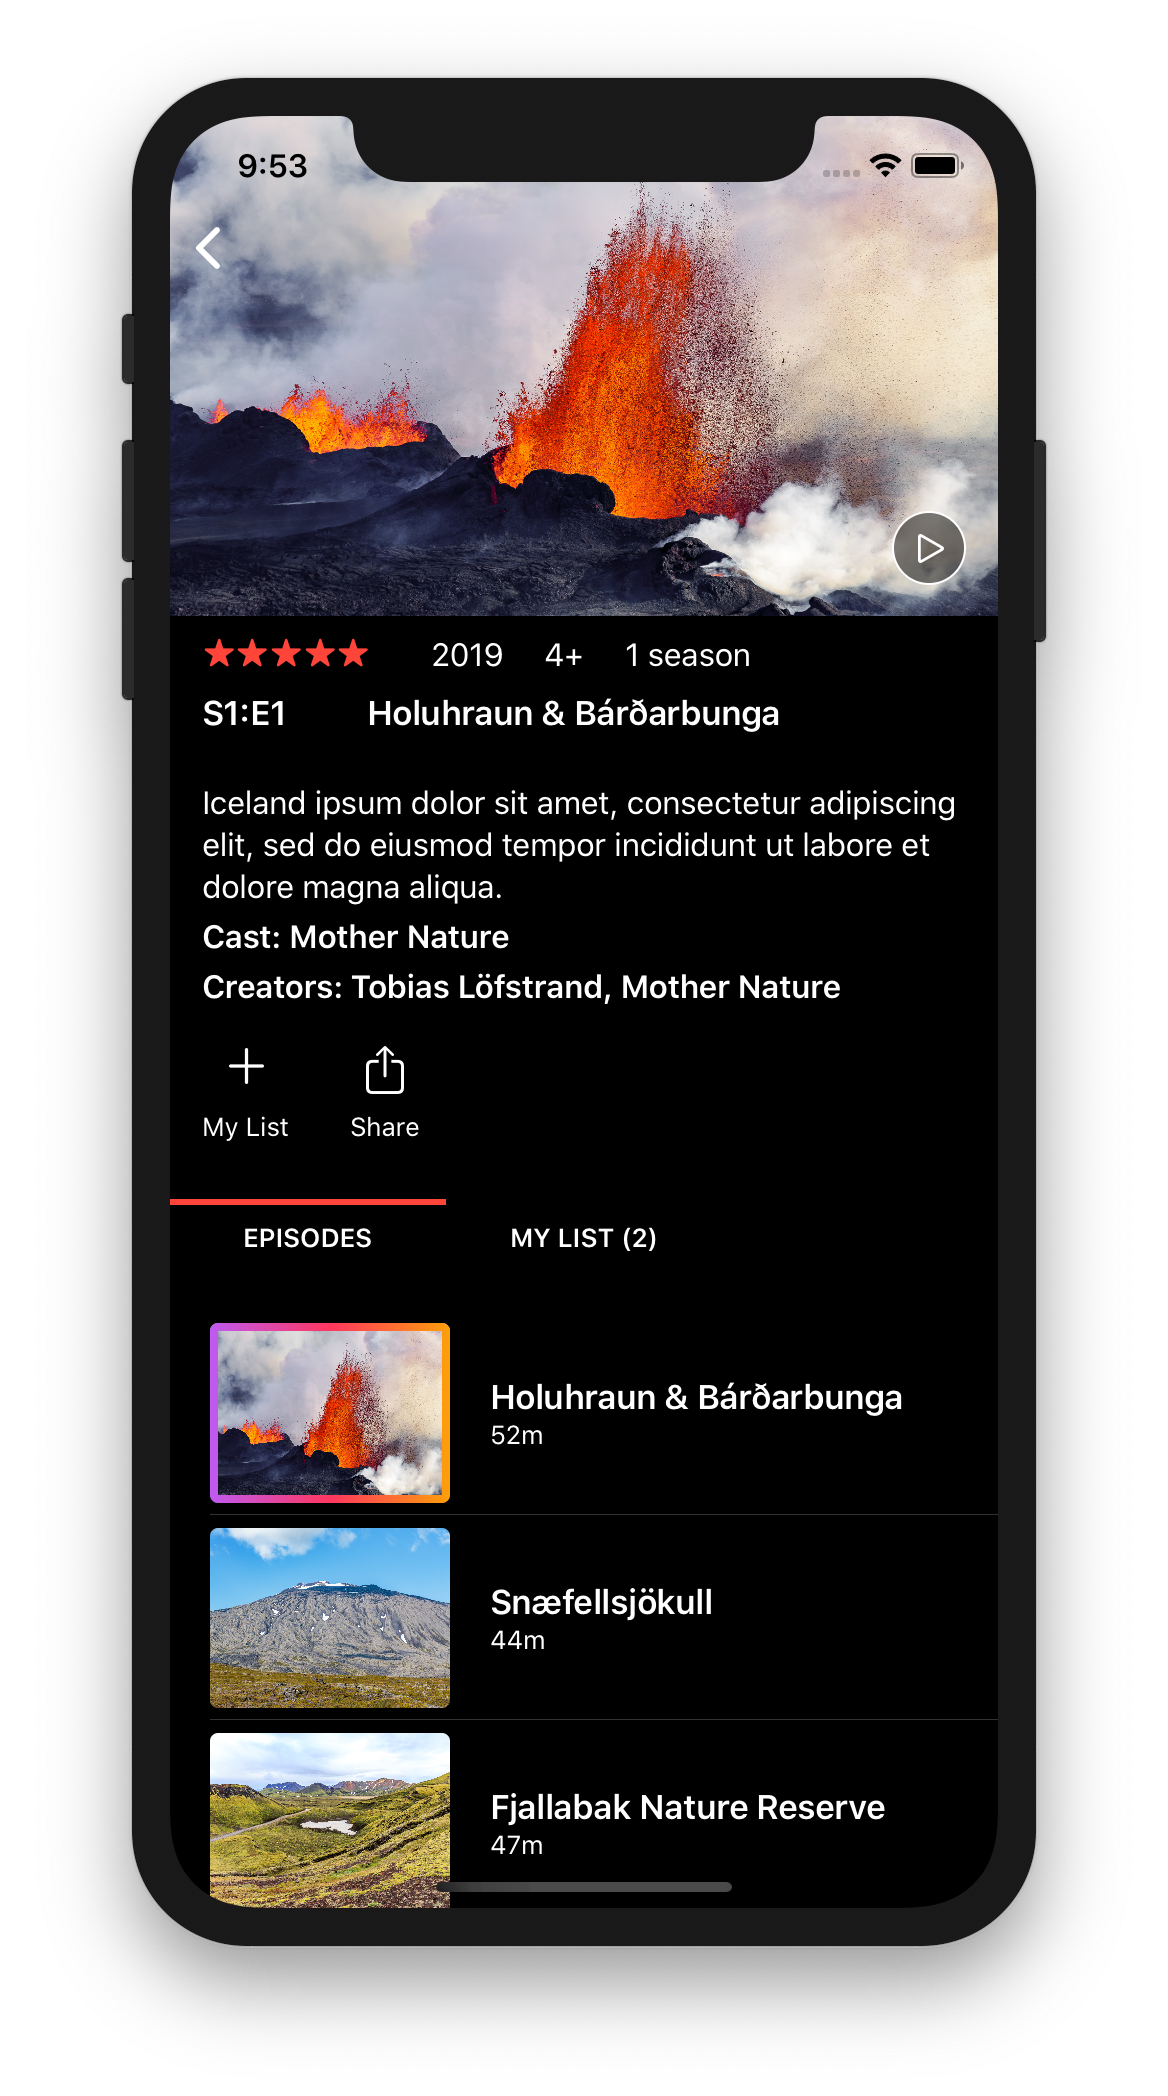 9:53
2019 4+ 1 season
S1:E1 Holuhraun & Bárðarbunga
Iceland ipsum dolor sit amet, consectetur adipiscing
elit, sed do eiusmod tempor incididunt ut labore et
dolore magna aliqua.
Cast: Mother Nature
Creators: Tobias Löfstrand, Mother Nature
My List Share
EPISODES MY LIST (2)
Holuhraun & Bárðarbunga
52m
Snæfellsjökull
44m
Fjallabak Nature Reserve
47m